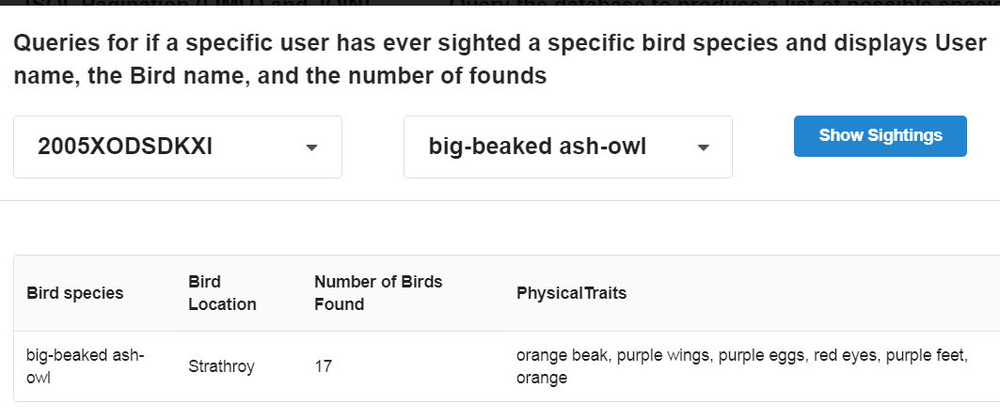 Queries for if a specific user has ever sighted a specific bird species and displays User
name, the Bird name, and the number of founds
2005XODSDKXI
big-beaked ash-owl
Show Sightings
Bird species
Bird
Location
Number of Birds
Found
PhysicalTraits
big-beaked ash-
owl
Strathroy
17
orange beak, purple wings, purple eggs, red eyes, purple feet,
orange